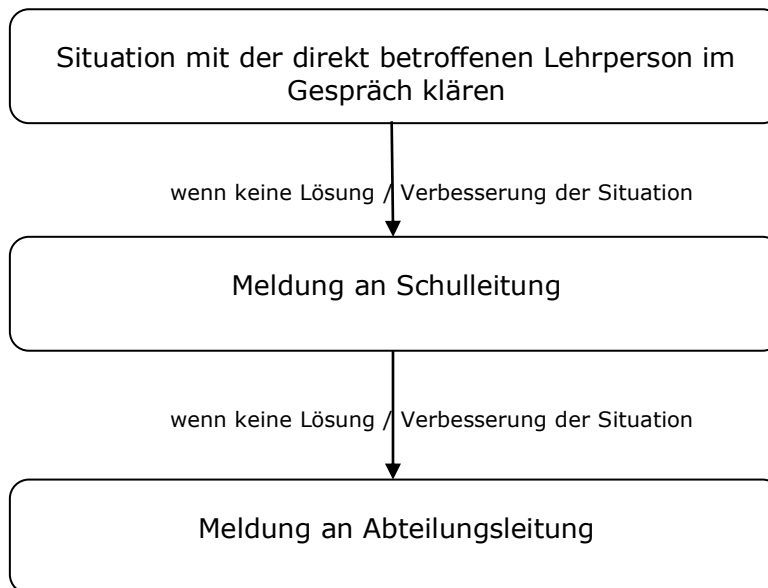 Situation mit der direkt betroffenen Lehrperson im
Gespräch klären
wenn keine Lösung / Verbesserung der Situation
Meldung an Schulleitung
wenn keine Lösung / Verbesserung der Situation
Meldung an Abteilungsleitung